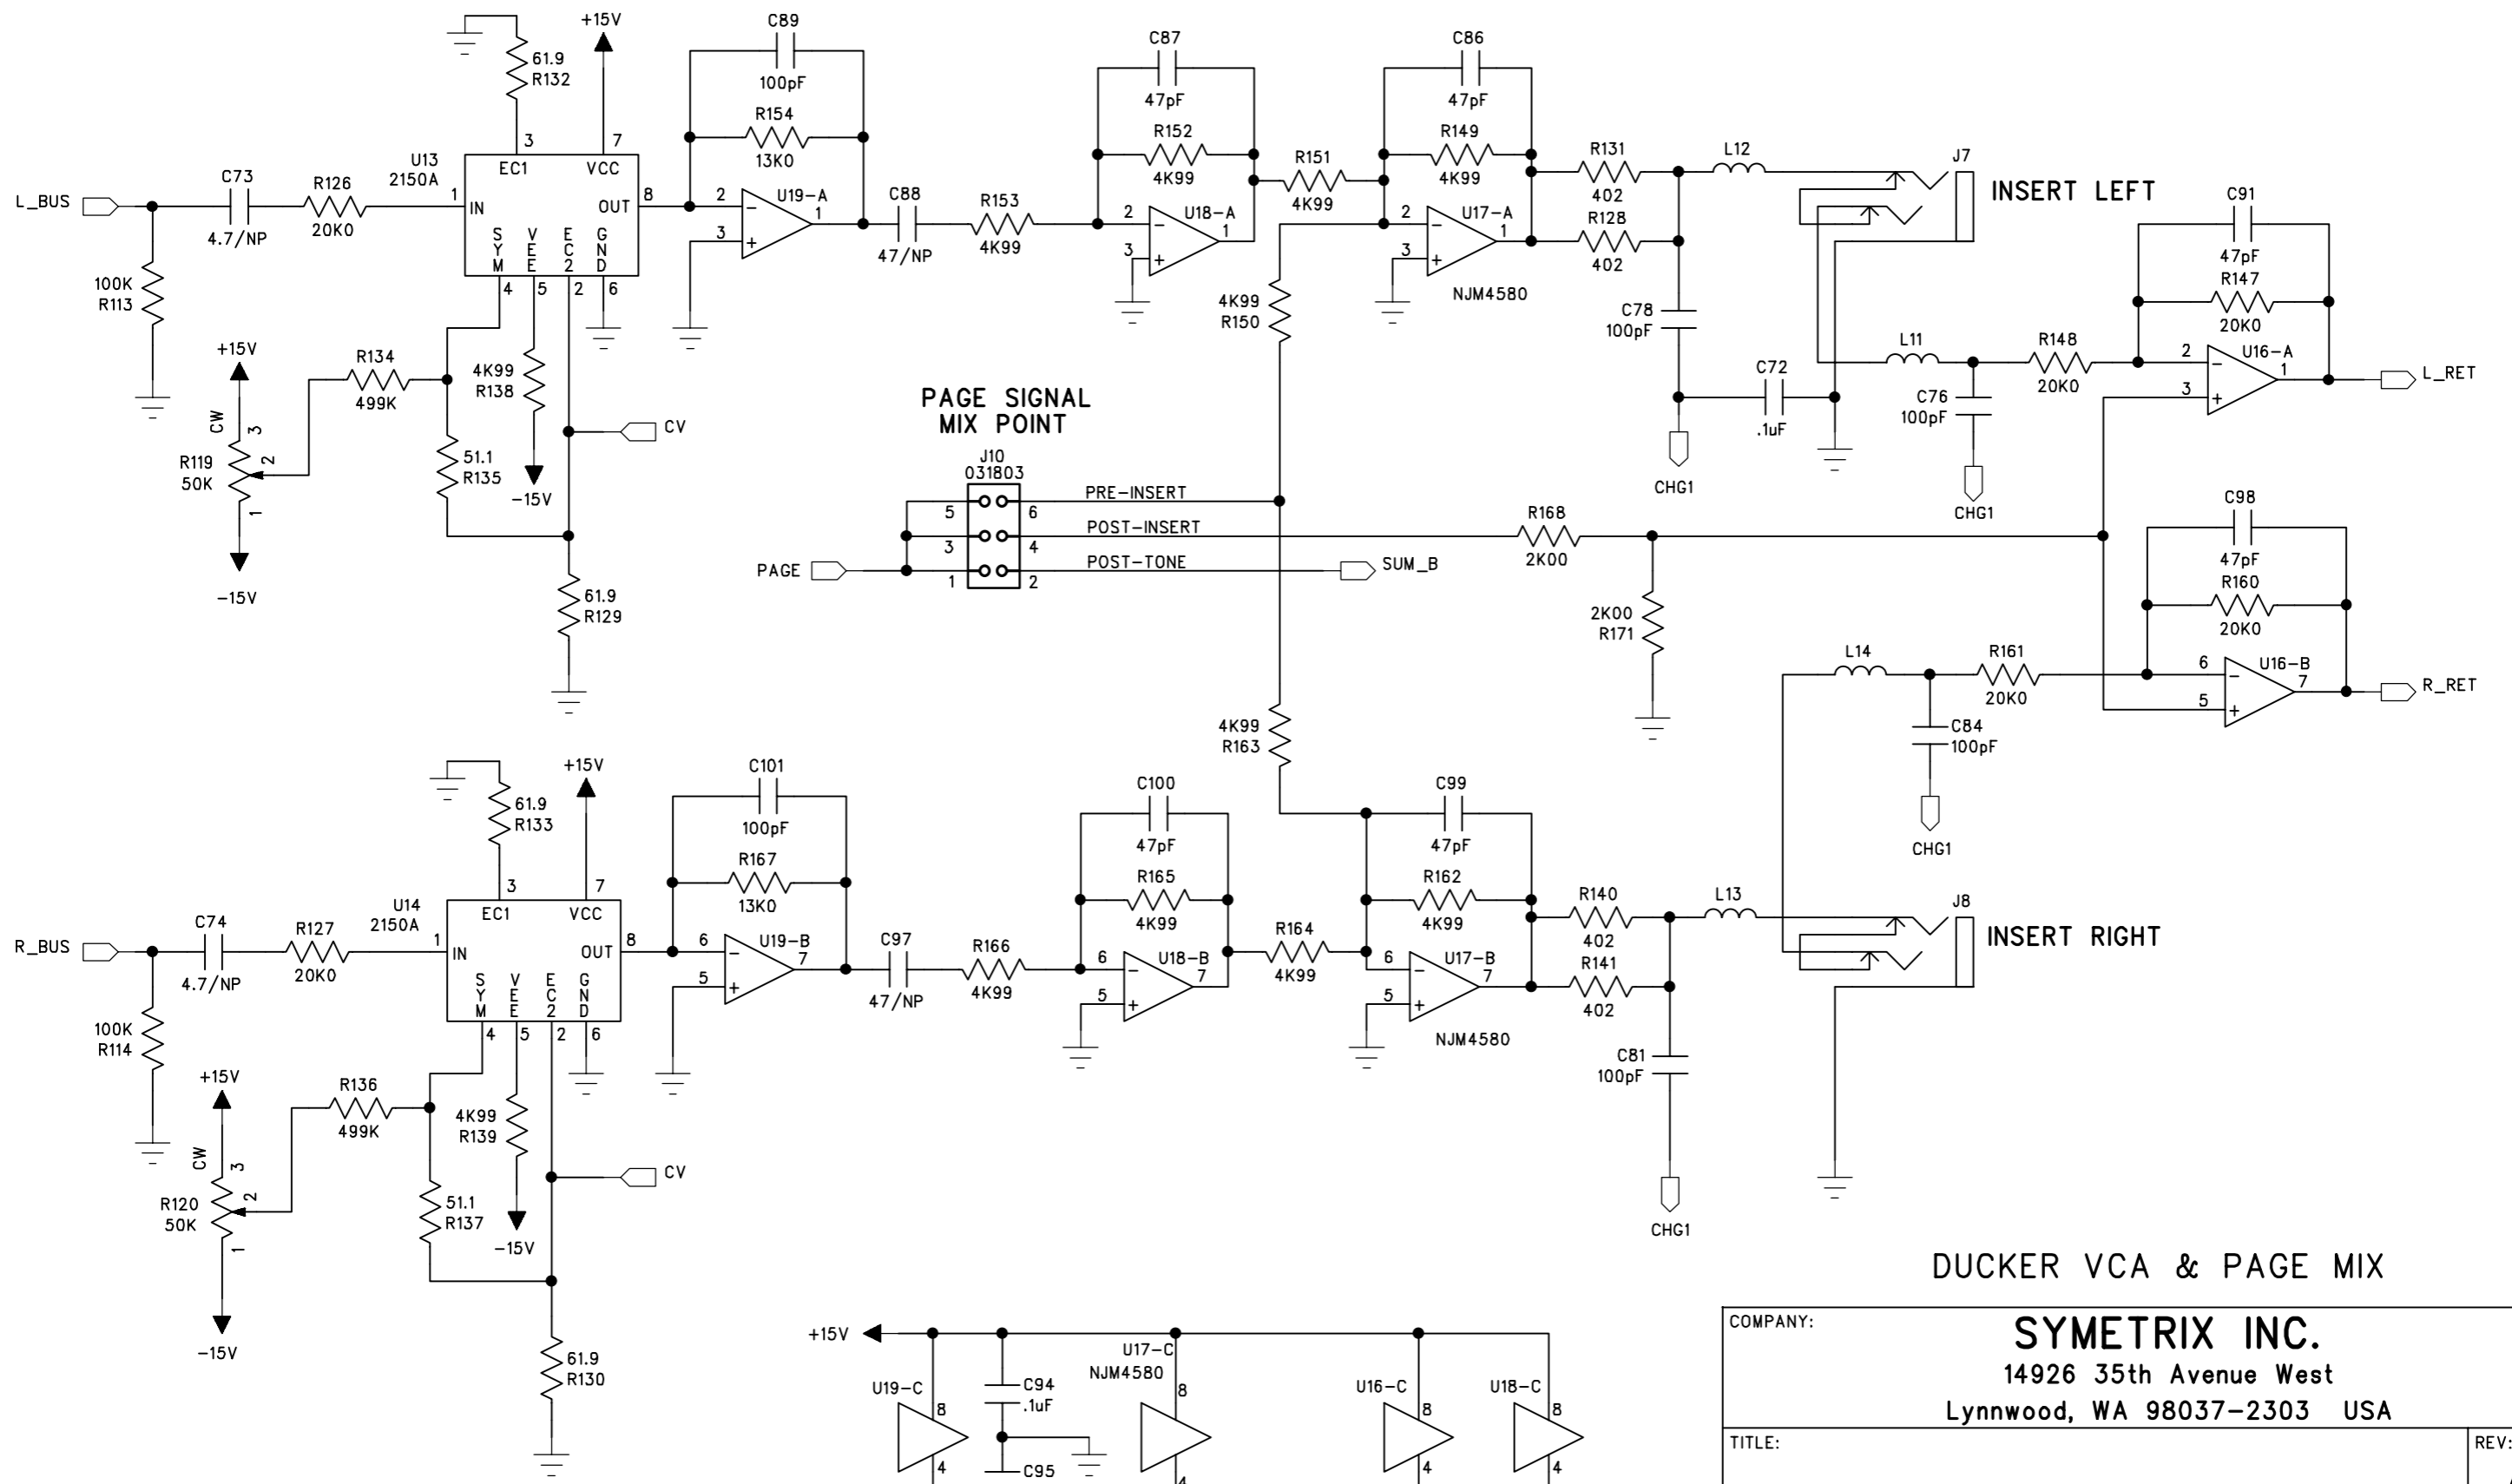 +15V
C89
100pF
R154
13K0
61.9
R132
3
7
EC1
VCC
U13
2150A
L_BUS
C73
4.7/NP
R126
20K0
1
IN
OUT
8
SYM
VEE
EC2
GND
4
5
2
6
100K
R113
2
3
U19-A
1
C88
47/NP
R153
4K99
C87
47pF
R152
4K99
2
3
U18-A
1
R151
4K99
C86
47pF
R149
4K99
2
3
U17-A
1
NJM4580
R131
402
R128
402
L12
J7
INSERT LEFT
C78
100pF
C72
.1uF
CHG1
L11
C76
100pF
CHG1
R148
20K0
C91
47pF
R147
20K0
2
3
U16-A
1
L_RET
4K99
R150
+15V
CW
3
2
1
R119
50K
-15V
R134
499K
51.1
R135
4K99
R138
-15V
CV
61.9
R129
PAGE SIGNAL
MIX POINT
J10
031803
5
6
PRE-INSERT
3
4
POST-INSERT
PAGE
1
2
POST-TONE
SUM_B
R168
2K00
2K00
R171
C98
47pF
R160
20K0
L14
R161
20K0
6
5
U16-B
7
R_RET
C84
100pF
CHG1
4K99
R163
+15V
C101
100pF
R167
13K0
61.9
R133
3
7
EC1
VCC
U14
2150A
R_BUS
C74
4.7/NP
R127
20K0
1
IN
OUT
8
SYM
VEE
EC2
GND
4
5
2
6
100K
R114
6
5
U19-B
7
C97
47/NP
R166
4K99
C100
47pF
R165
4K99
6
5
U18-B
7
R164
4K99
C99
47pF
R162
4K99
6
5
U17-B
7
NJM4580
R140
402
R141
402
L13
J8
INSERT RIGHT
C81
100pF
CHG1
+15V
CW
3
2
1
R120
50K
-15V
R136
499K
51.1
R137
4K99
R139
-15V
CV
61.9
R130
+15V
U19-C
8
4
C94
.1uF
C95
U17-C
NJM4580
8
4
U16-C
8
4
U18-C
8
4
DUCKER VCA & PAGE MIX
COMPANY:
SYMETRIX INC.
14926 35th Avenue West
Lynnwood, WA 98037-2303 USA
TITLE:
REV: